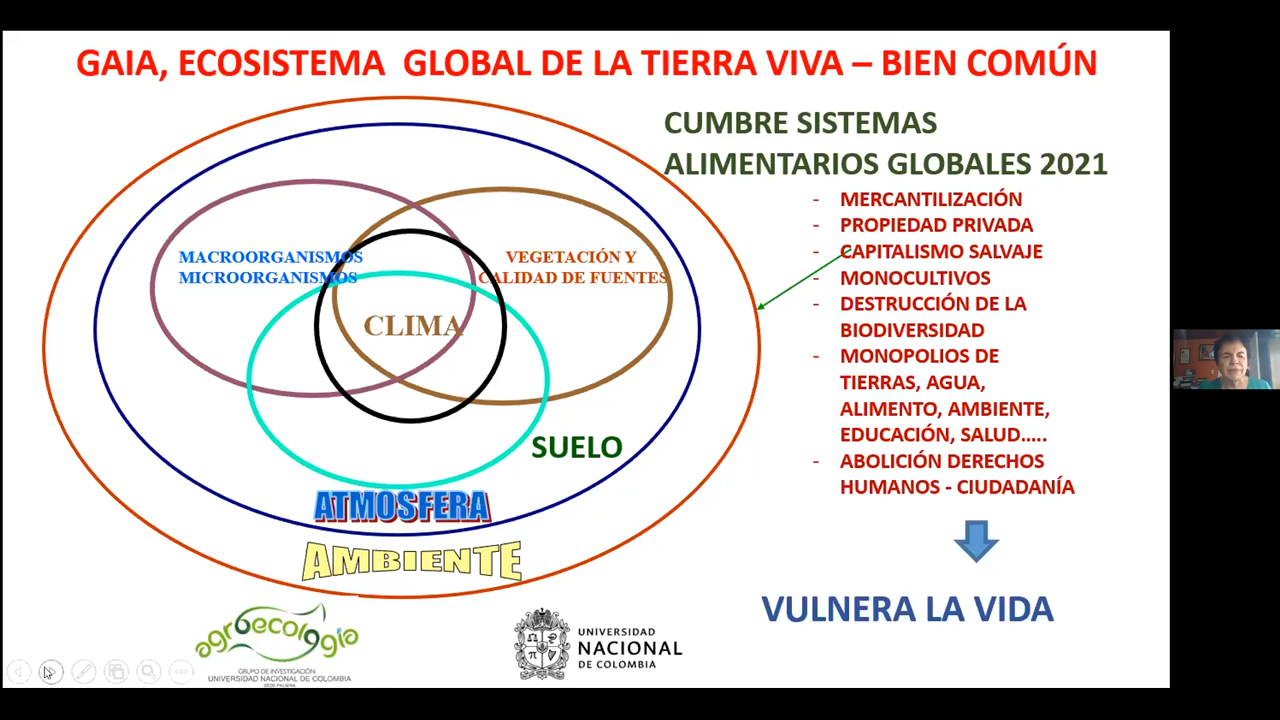 GAIA, ECOSISTEMA GLOBAL DE LA TIERRA VIVA – BIEN COMÚN
CUMBRE SISTEMAS
ALIMENTARIOS GLOBALES 2021
- MERCANTILIZACIÓN
- PROPIEDAD PRIVADA
- CAPITALISMO SALVAJE
- MONOCULTIVOS
- DESTRUCCIÓN DE LA
BIODIVERSIDAD
- MONOPOLIOS DE
TIERRAS, AGUA,
ALIMENTO, AMBIENTE,
EDUCACIÓN, SALUD.....
- ABOLICIÓN DERECHOS
HUMANOS - CIUDADANÍA
VULNERA LA VIDA
MACROORGANISMOS
MICROORGANISMOS
VEGETACIÓN Y
CALIDAD DE FUENTES
CLIMA
SUELO
ATMOSFERA
AMBIENTE
agroecología
GRUPO DE INVESTIGACIÓN
UNIVERSIDAD NACIONAL DE COLOMBIA
SEDE PALMIRA
UNIVERSIDAD
NACIONAL
DE COLOMBIA